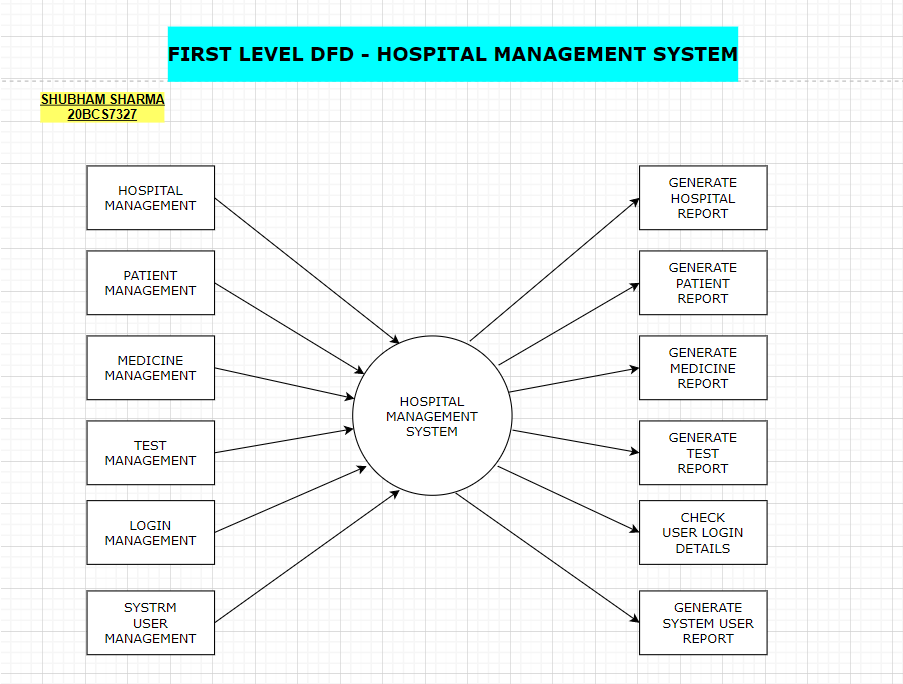 FIRST LEVEL DFD - HOSPITAL MANAGEMENT SYSTEM
SHUBHAM SHARMA
20BCS7327
HOSPITAL
MANAGEMENT
PATIENT
MANAGEMENT
MEDICINE
MANAGEMENT
TEST
MANAGEMENT
LOGIN
MANAGEMENT
SYSTRM
USER
MANAGEMENT
HOSPITAL
MANAGEMENT
SYSTEM
GENERATE
HOSPITAL
REPORT
GENERATE
PATIENT
REPORT
GENERATE
MEDICINE
REPORT
GENERATE
TEST
REPORT
CHECK
USER LOGIN
DETAILS
GENERATE
SYSTEM USER
REPORT